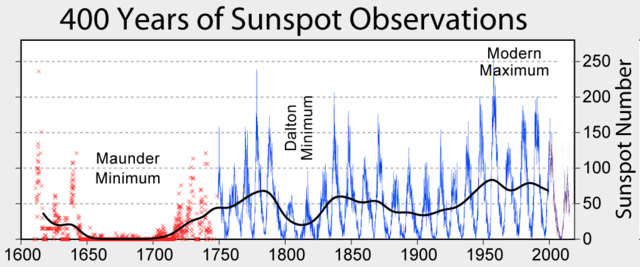 400 Years of Sunspot Observations
Modern
Maximum
Dalton
Minimum
Maunder
Minimum
250
200
150
100
50
0
Sunspot Number
1600
1650
1700
1750
1800
1850
1900
1950
2000